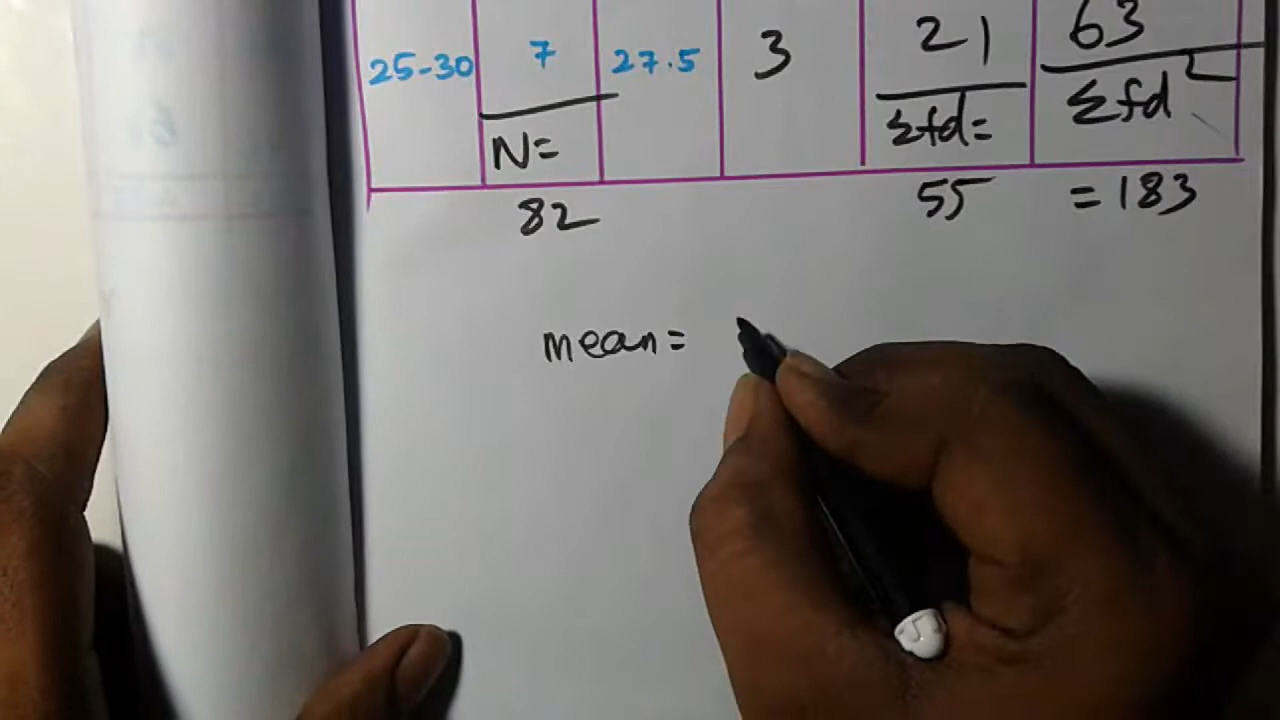 25-30 7 27.5 3 21 63
N= Σfd= Σfd²
82 55 =183
mean=